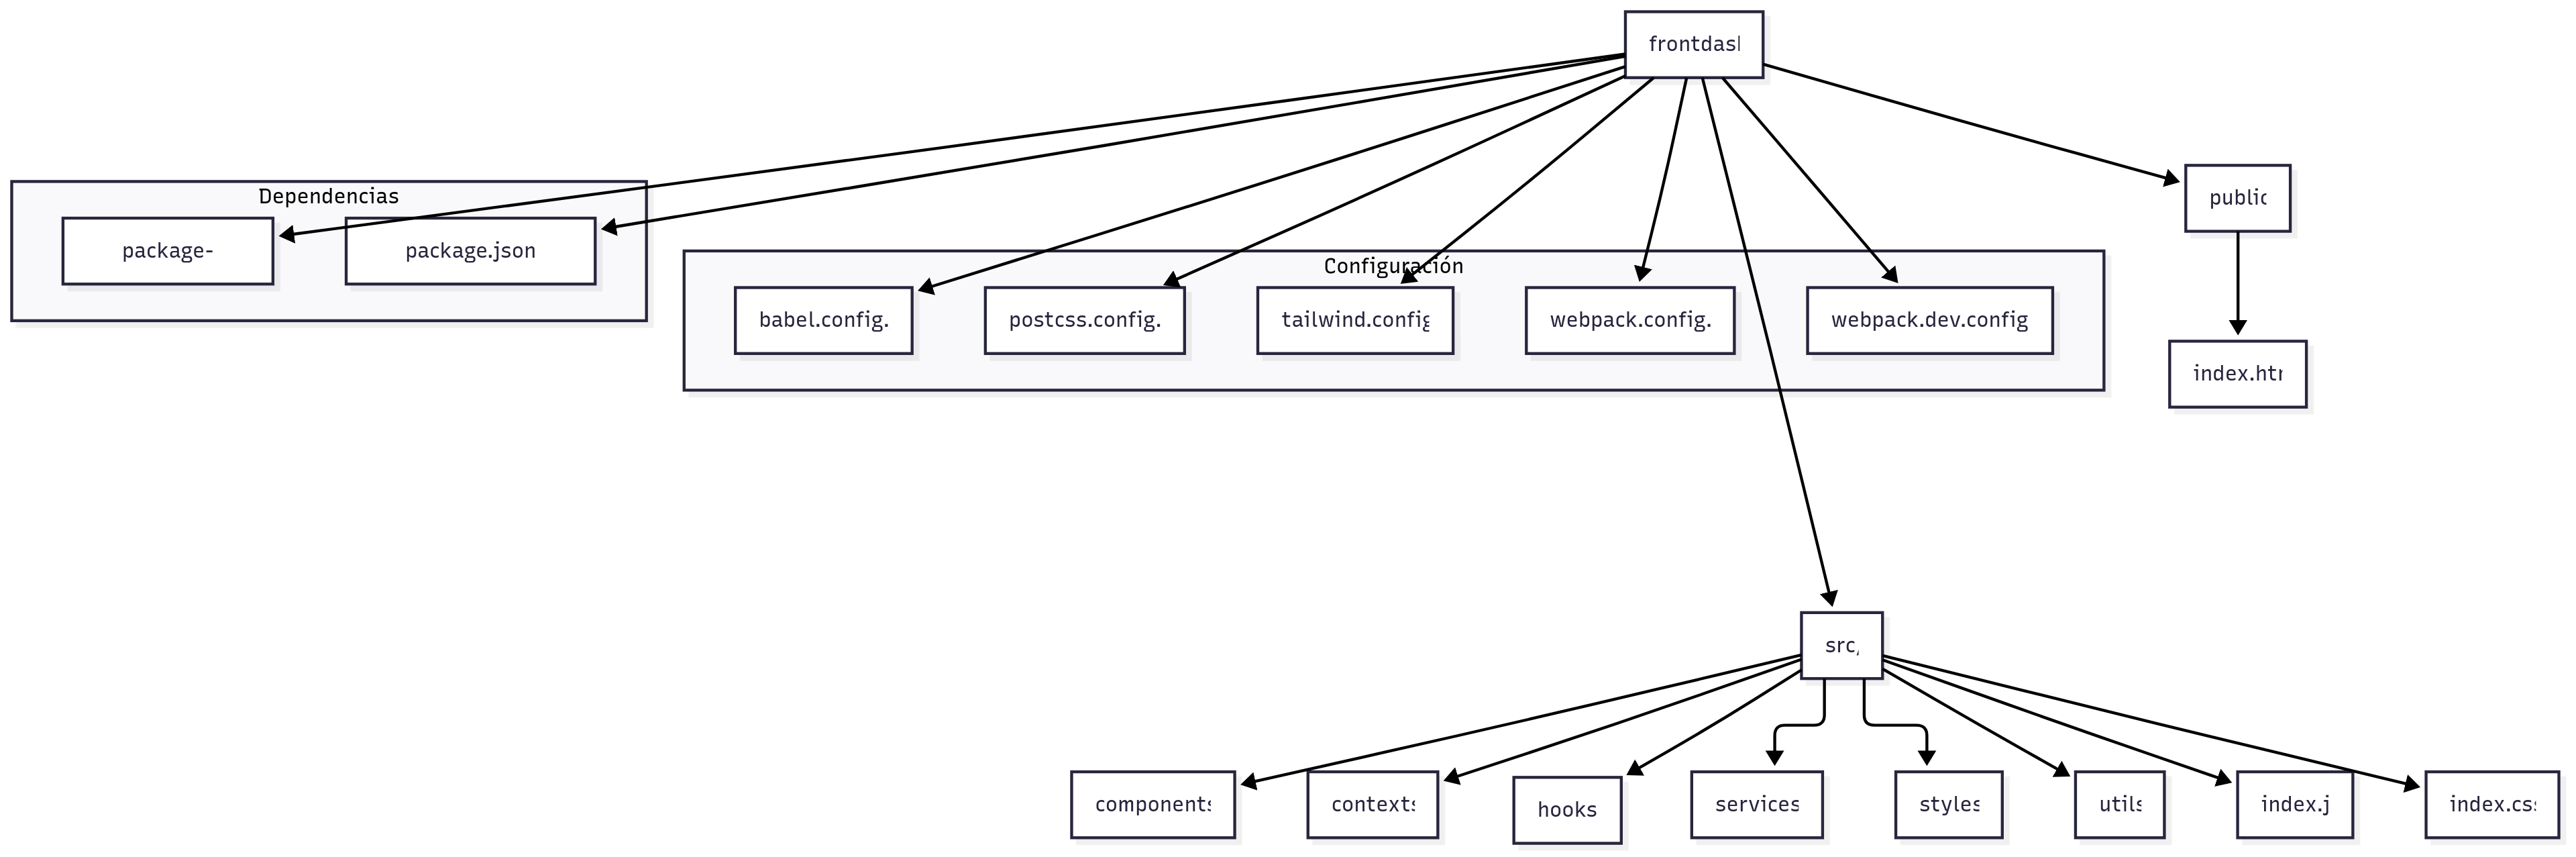 frontdasl
public
Dependencias
package-
package.json
Configuración
babel.config.
postcss.config.
tailwind.config
webpack.config.
webpack.dev.config
index.htr
src,
components
contexts
hooks
services
styles
utils
index.j
index.cs